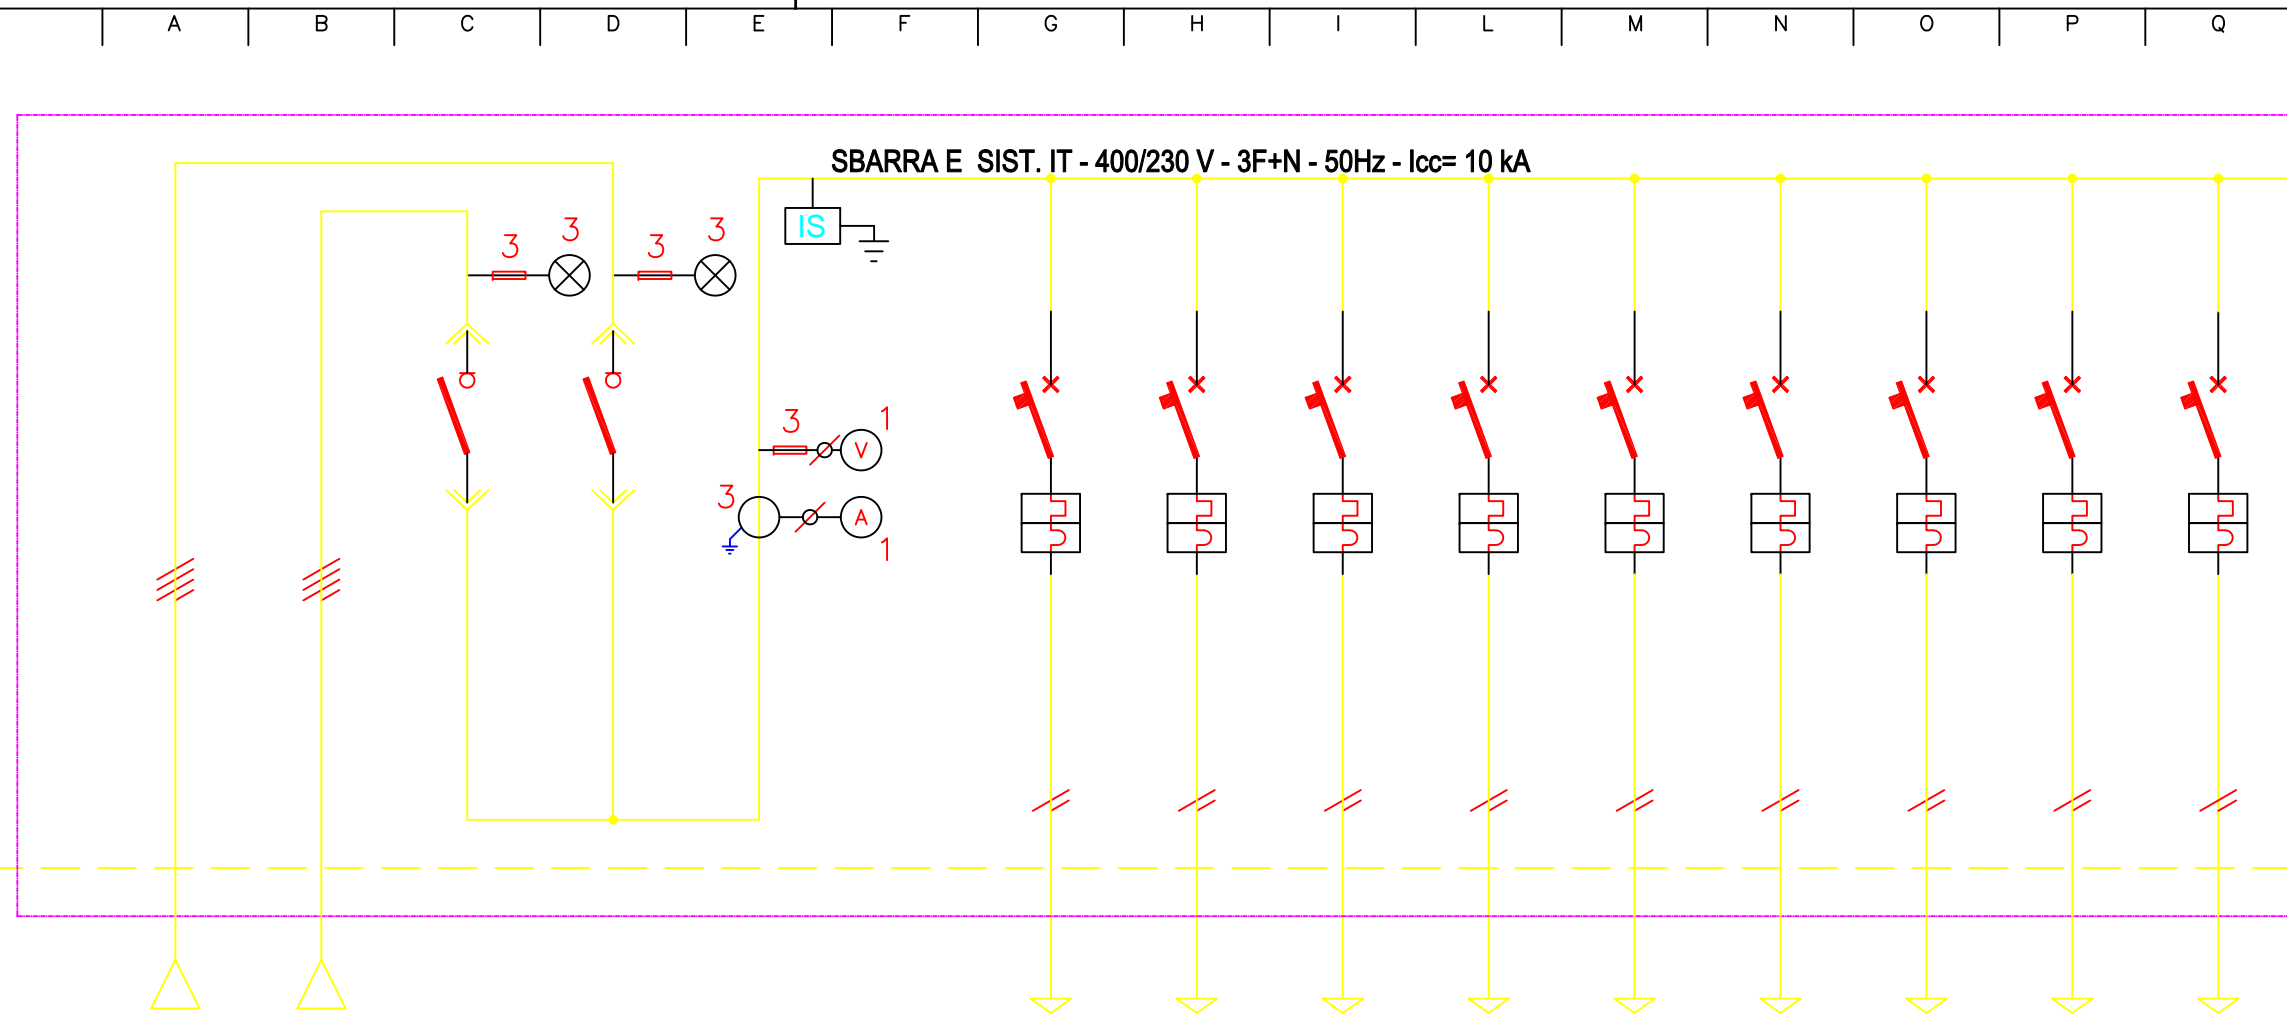 A B C D E F G H I L M N O P Q
SBARRA E SIST. IT - 400/230 V - 3F+N - 50Hz - Icc= 10 kA
IS
3 3 3 3
3 V 1
3 A 1